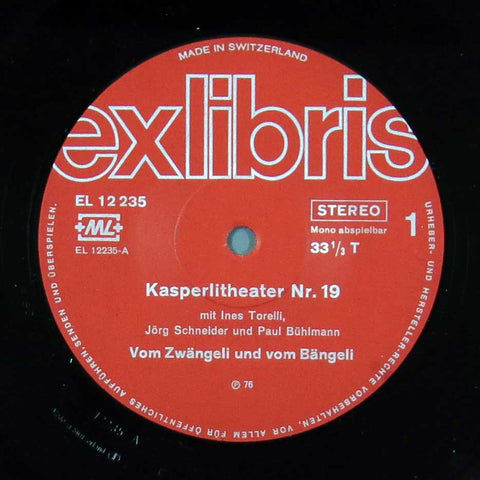 MADE IN SWITZERLAND
exlibris
EL 12 235
+ML+
EL 12235-A
STEREO
Mono abspielbar
33 1/3 T
1
Kasperlitheater Nr. 19
mit Ines Torelli,
Jörg Schneider und Paul Bühlmann
Vom Zwängeli und vom Bängeli
℗ 76
URHEBER- UND HERSTELLER-RECHTE VORBEHALTEN, VOR ALLEM FÜR ÖFFENTLICHES AUFFÜHREN, SENDEN UND ÜBERSPIELEN.